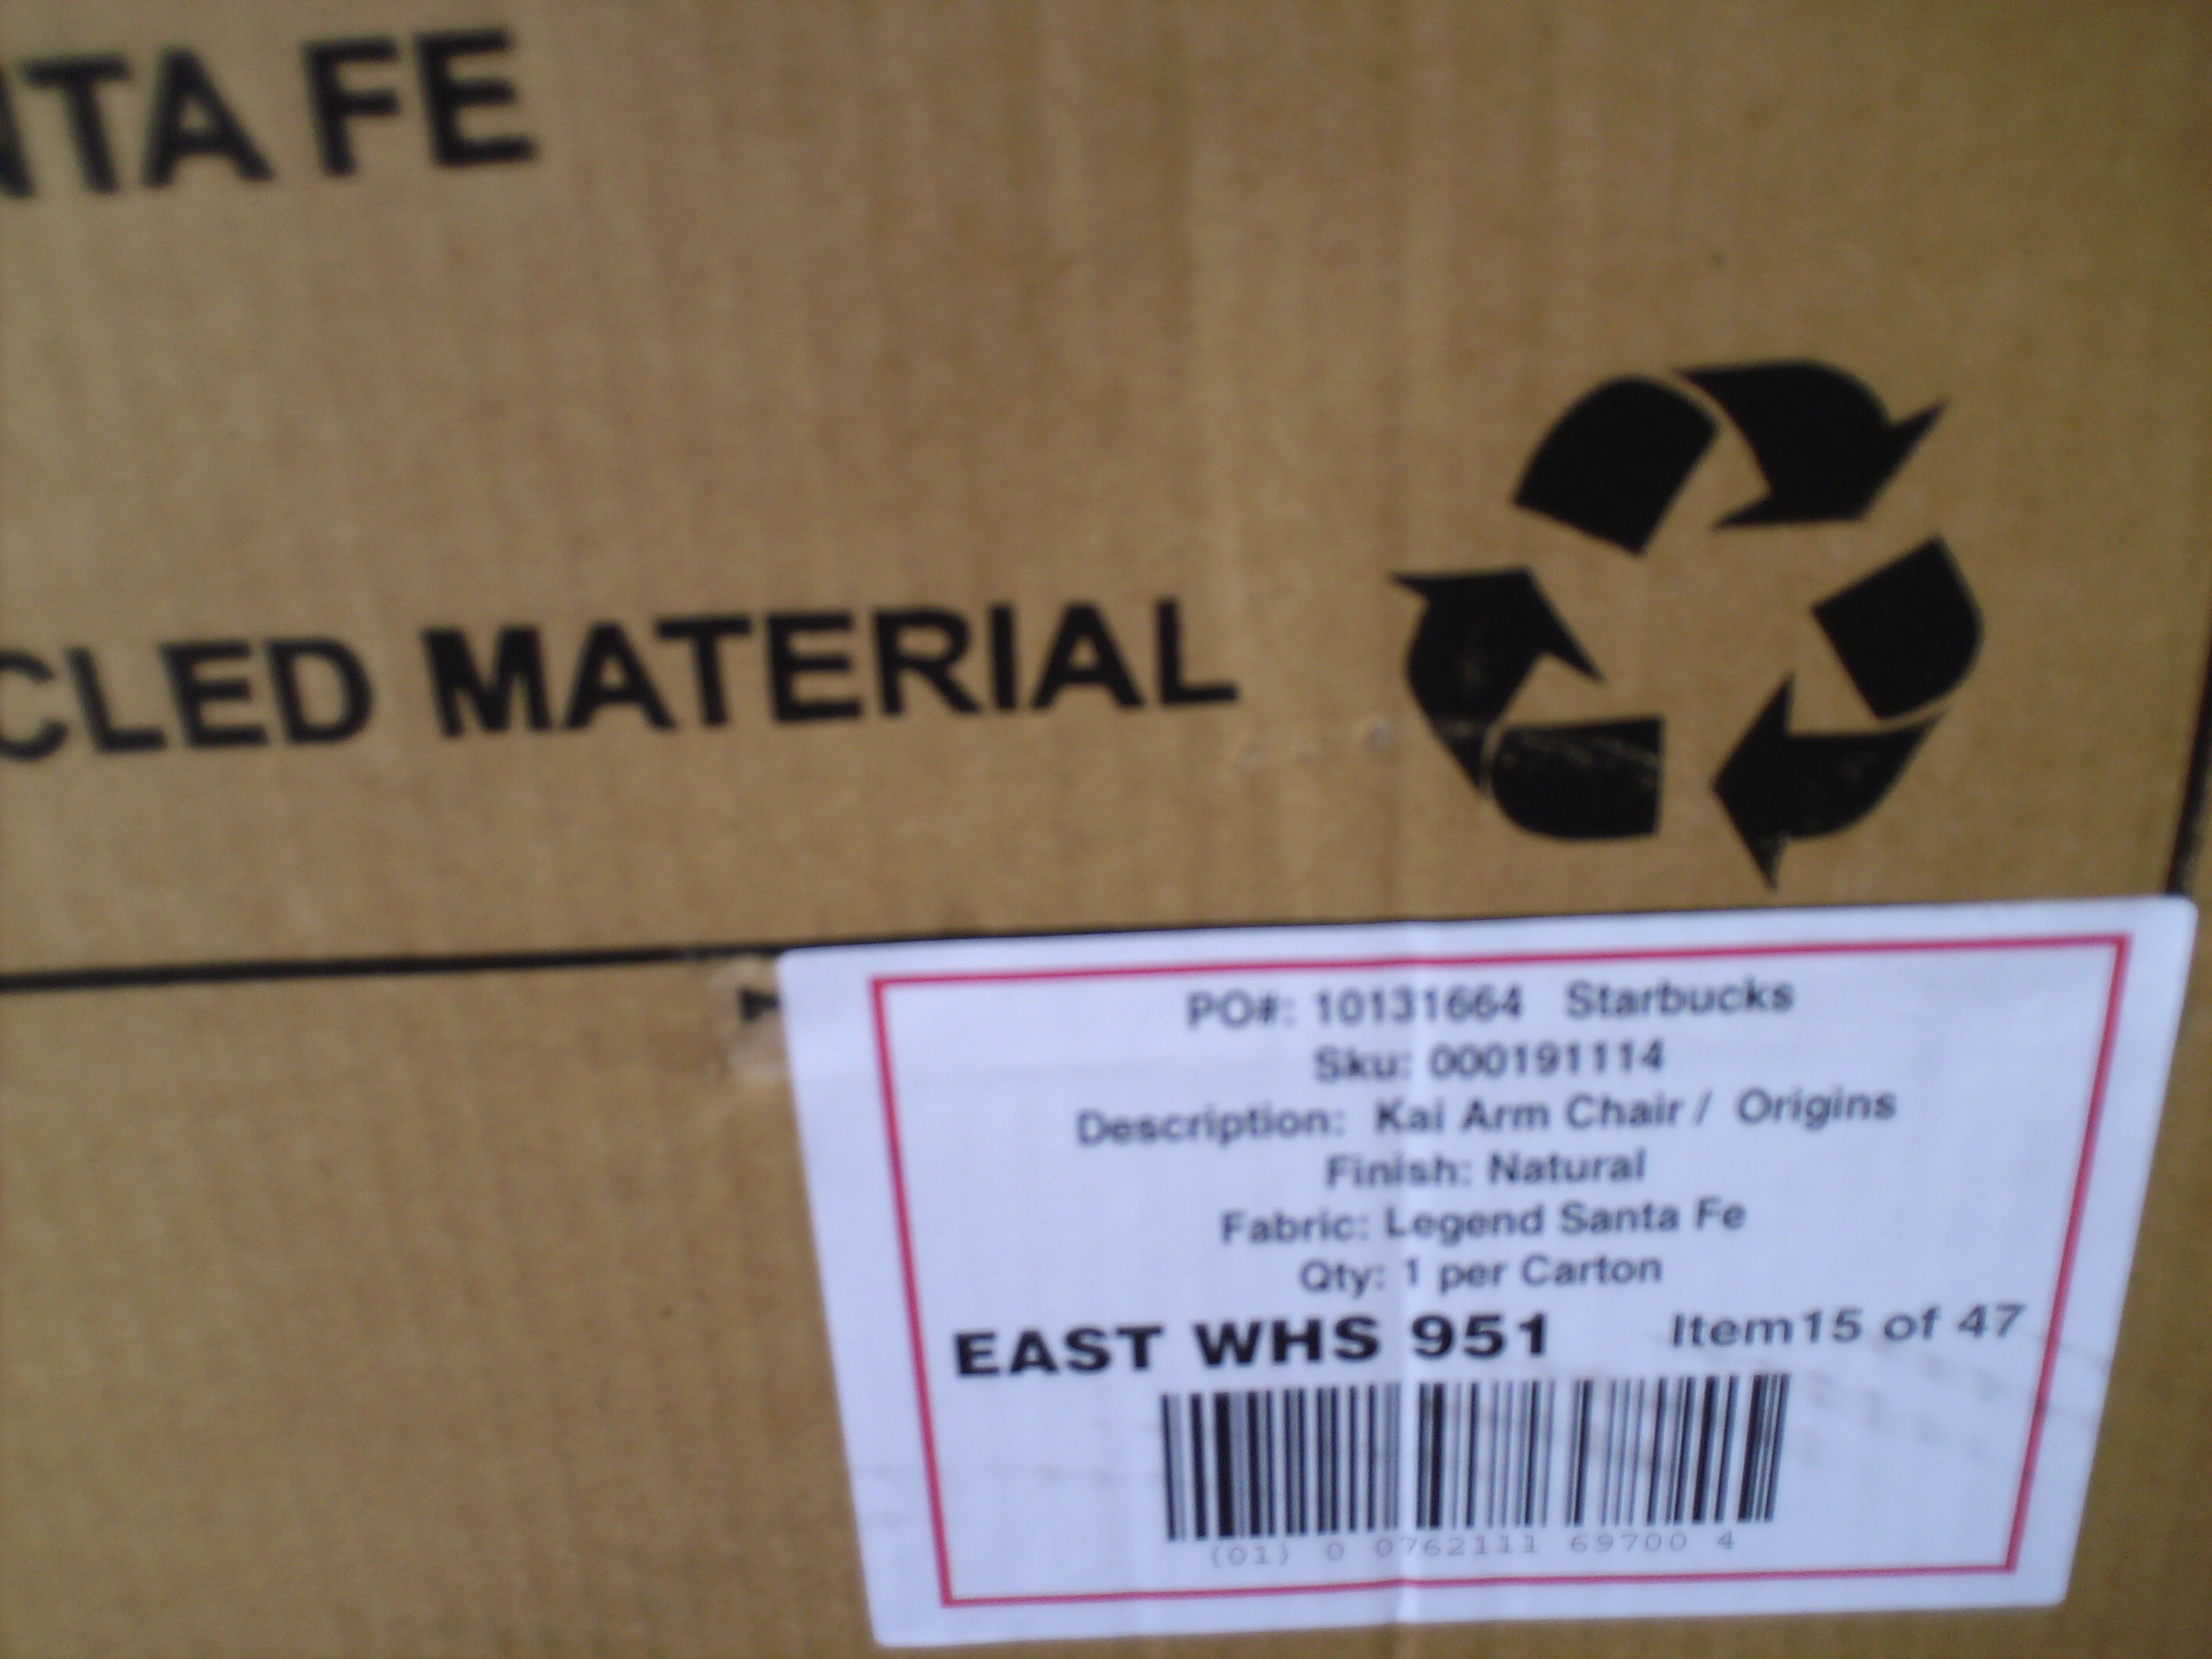 NTA FE
CLED MATERIAL
PO#: 10131664 Starbucks
Sku: 000191114
Description: Kai Arm Chair / Origins
Finish: Natural
Fabric: Legend Santa Fe
Qty: 1 per Carton
EAST WHS 951 Item15 of 47
(01) 0 0762111 69700 4